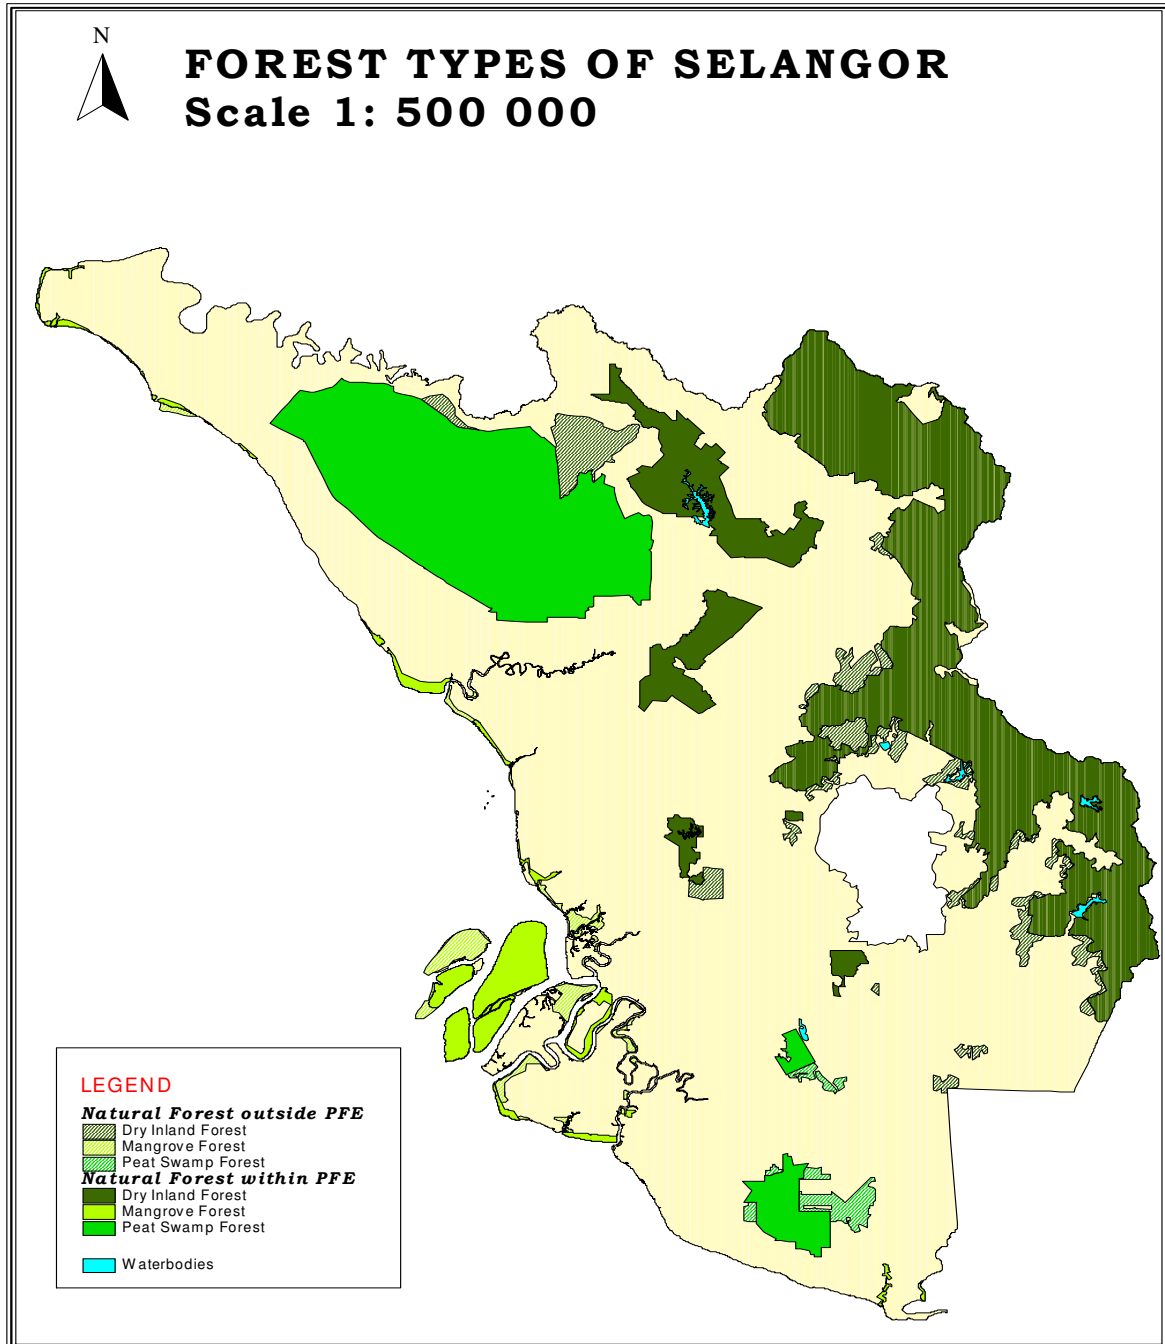 N
FOREST TYPES OF SELANGOR
Scale 1: 500 000
LEGEND
Natural Forest outside PFE
Dry Inland Forest
Mangrove Forest
Peat Swamp Forest
Natural Forest within PFE
Dry Inland Forest
Mangrove Forest
Peat Swamp Forest
Waterbodies